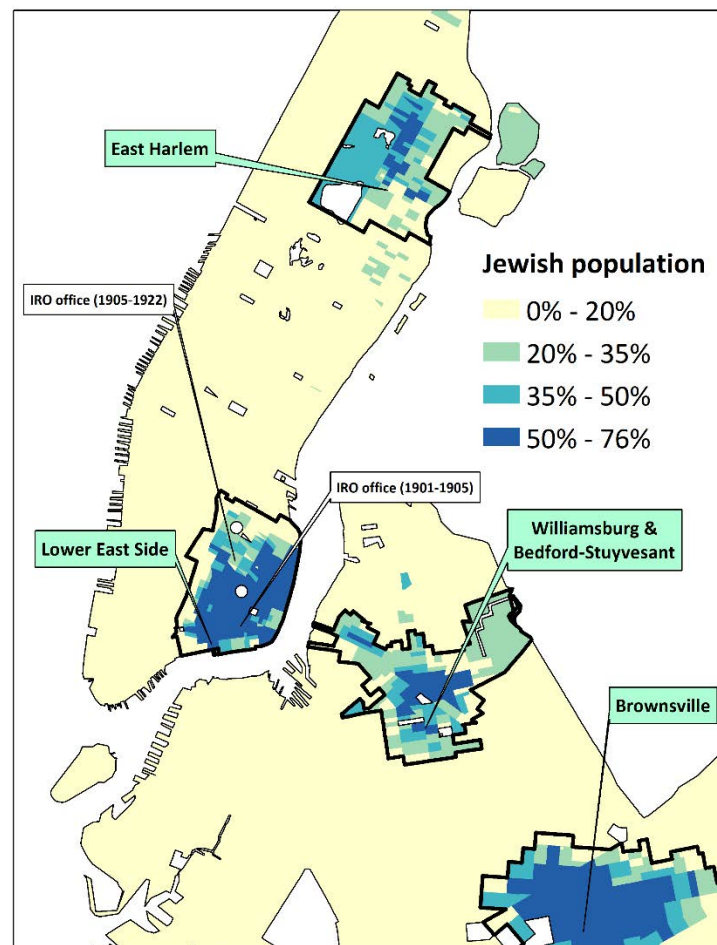 East Harlem
Jewish population
0% - 20%
20% - 35%
35% - 50%
50% - 76%
IRO office (1905-1922)
IRO office (1901-1905)
Lower East Side
Williamsburg &
Bedford-Stuyvesant
Brownsville